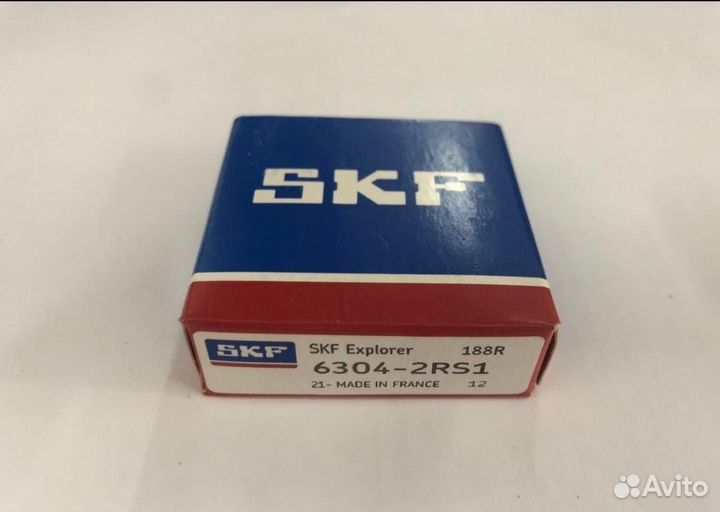 SKF
SKF
SKF Explorer 188R
6304-2RS1
21- MADE IN FRANCE 12
Avito